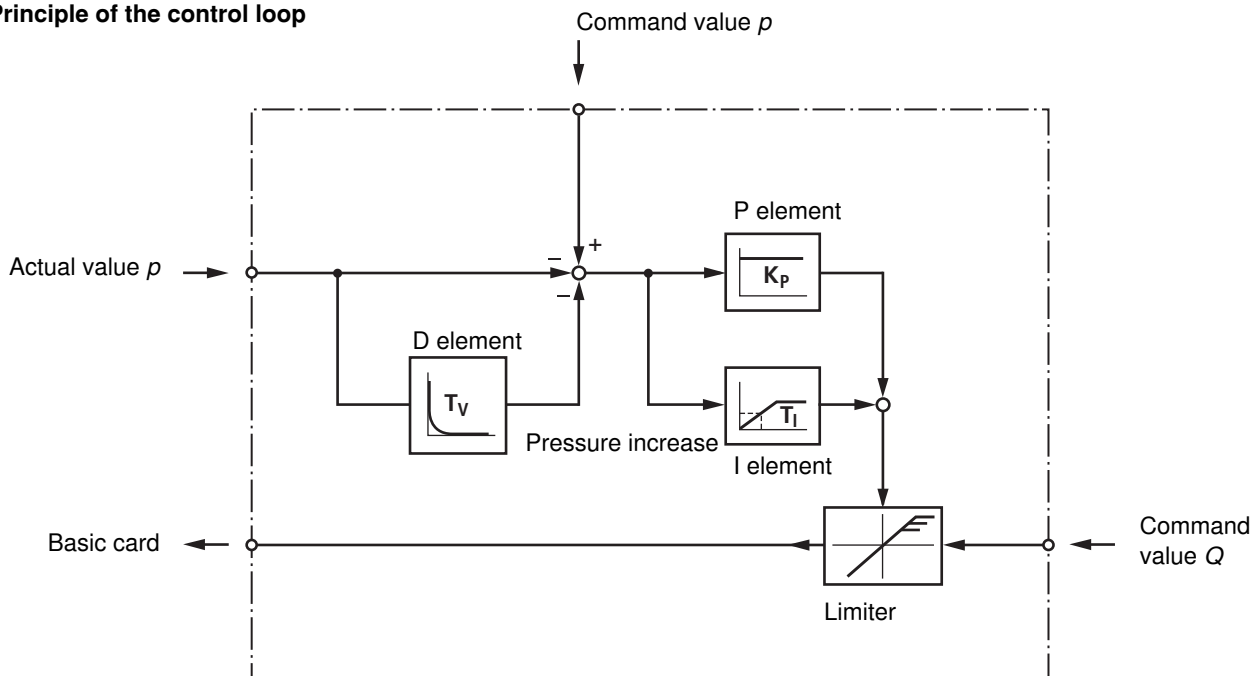 Principle of the control loop
Command value p
P element
+
–
Actual value p
K_P
–
D element
T_V
T_I
Pressure increase
I element
Basic card
Command
value Q
Limiter